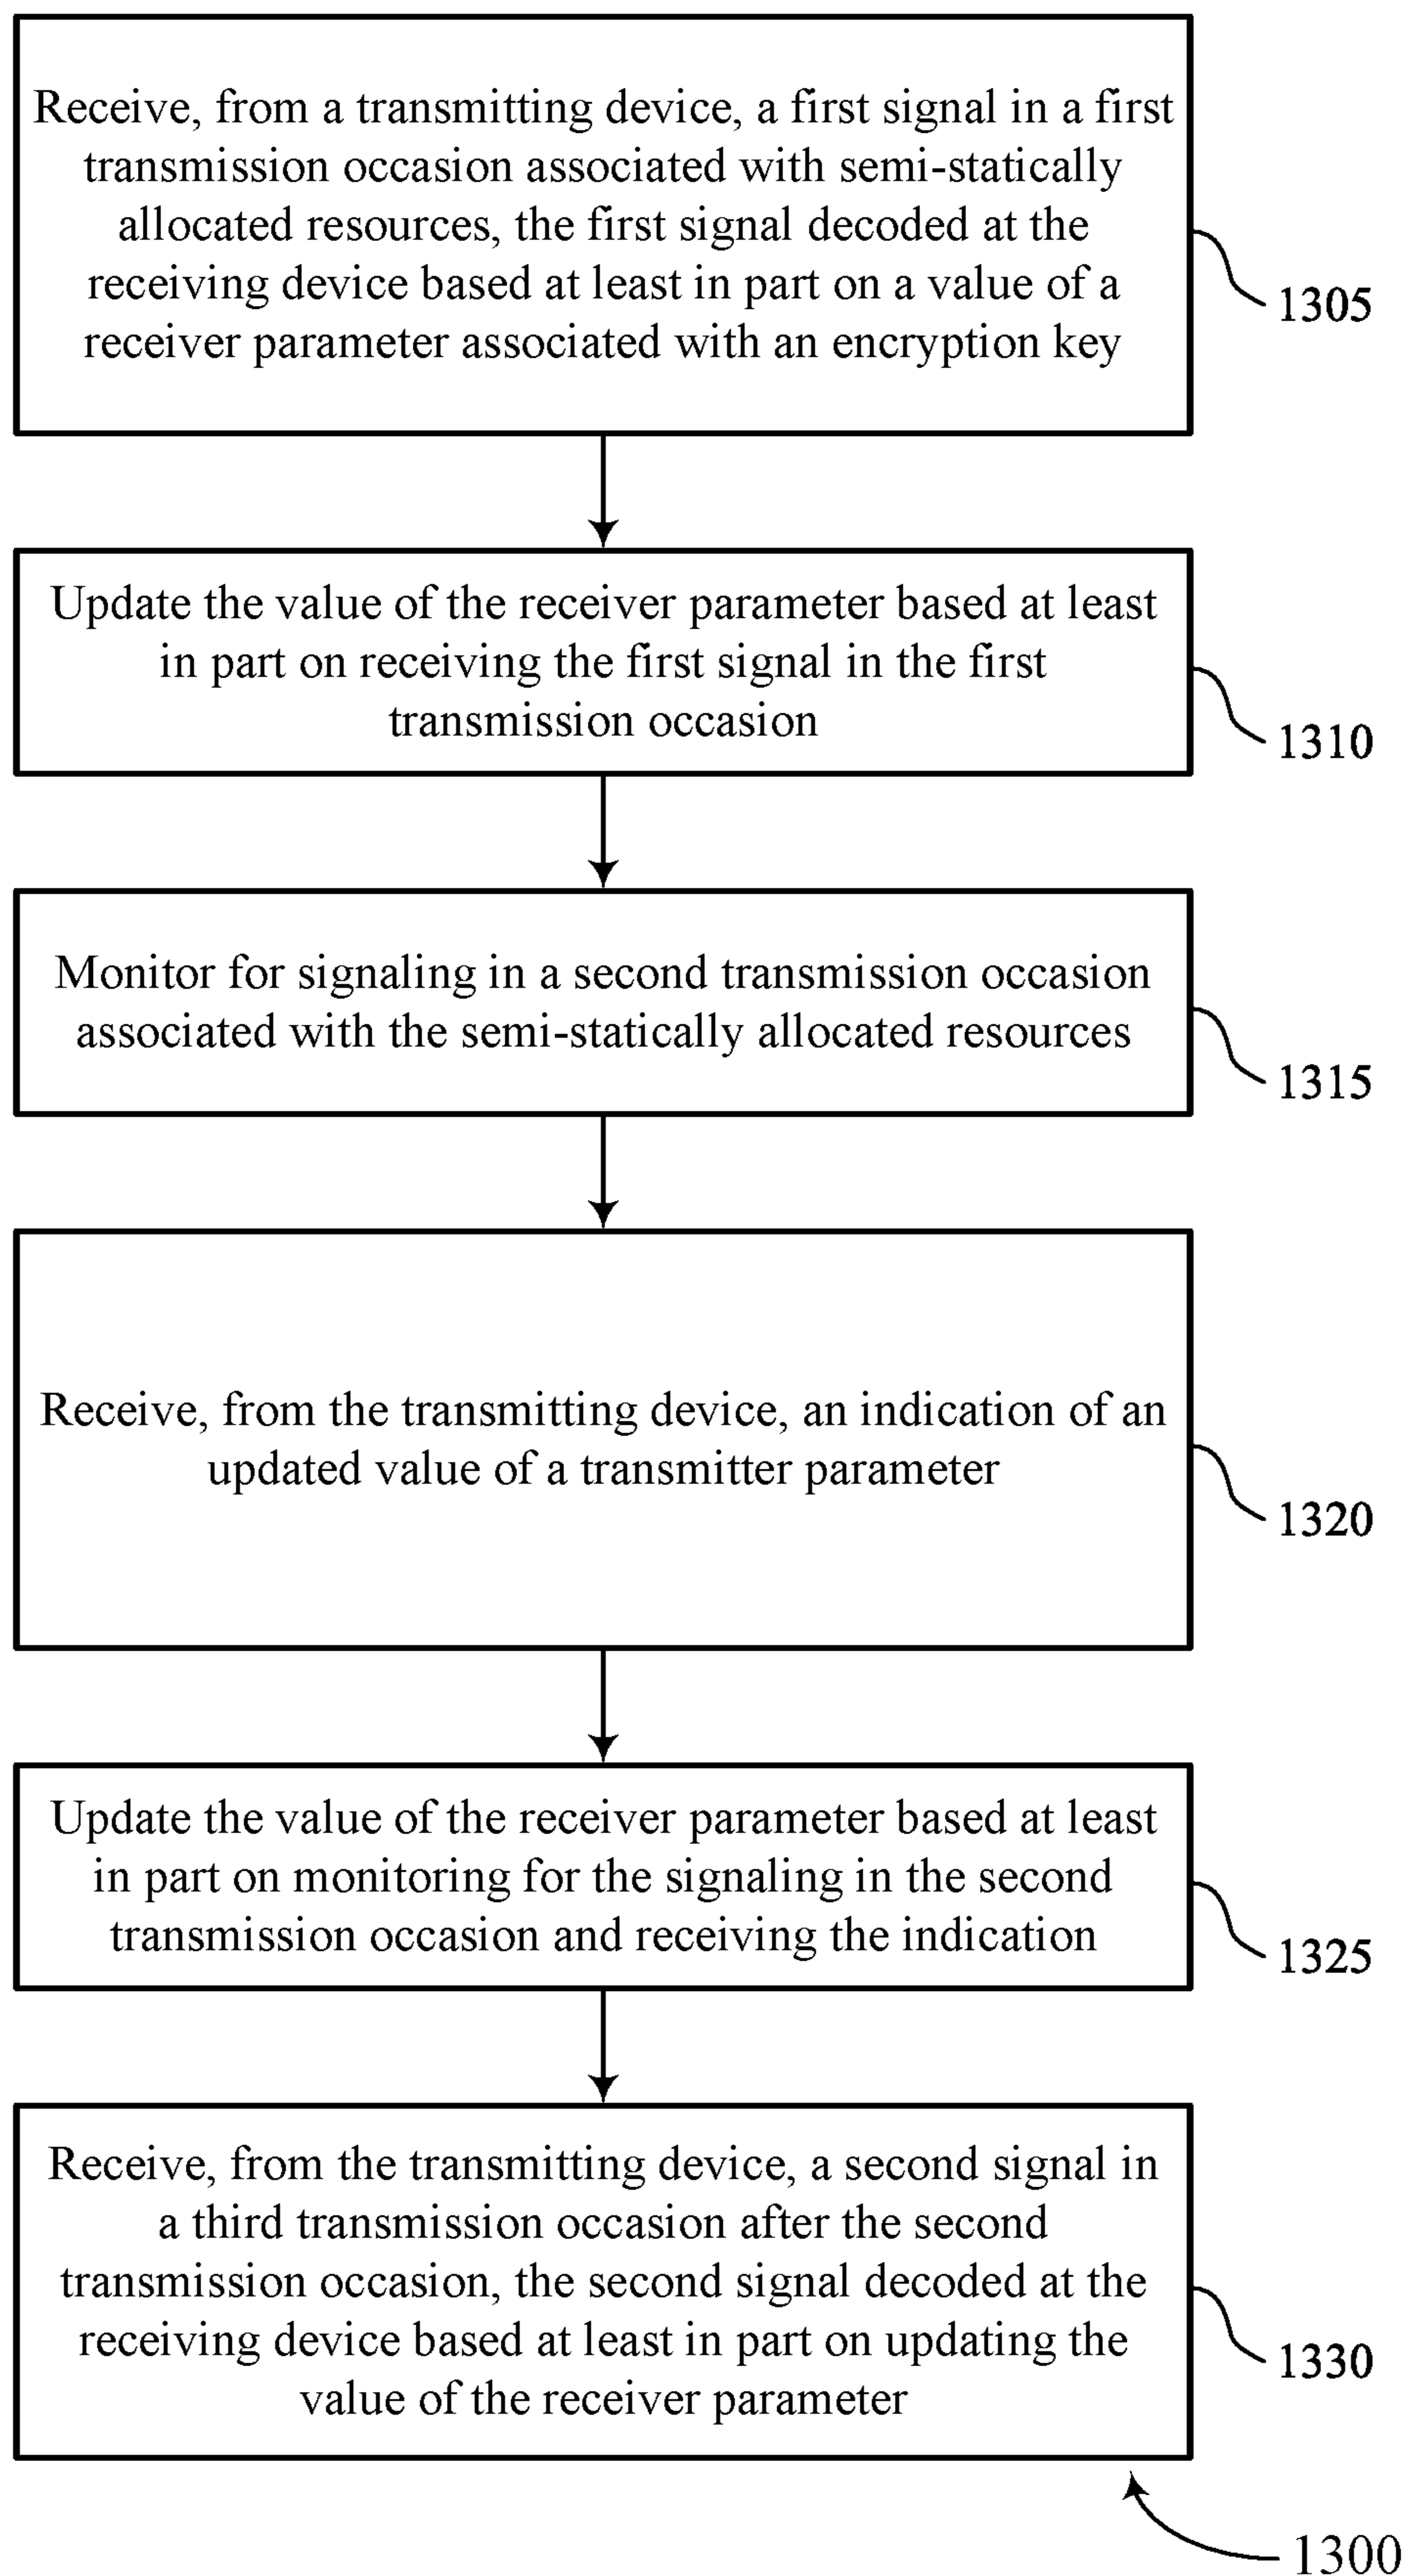 Receive, from a transmitting device, a first signal in a first
transmission occasion associated with semi-statically
allocated resources, the first signal decoded at the
receiving device based at least in part on a value of a
receiver parameter associated with an encryption key
1305
Update the value of the receiver parameter based at least
in part on receiving the first signal in the first
transmission occasion
1310
Monitor for signaling in a second transmission occasion
associated with the semi-statically allocated resources
1315
Receive, from the transmitting device, an indication of an
updated value of a transmitter parameter
1320
Update the value of the receiver parameter based at least
in part on monitoring for the signaling in the second
transmission occasion and receiving the indication
1325
Receive, from the transmitting device, a second signal in
a third transmission occasion after the second
transmission occasion, the second signal decoded at the
receiving device based at least in part on updating the
value of the receiver parameter
1330
1300